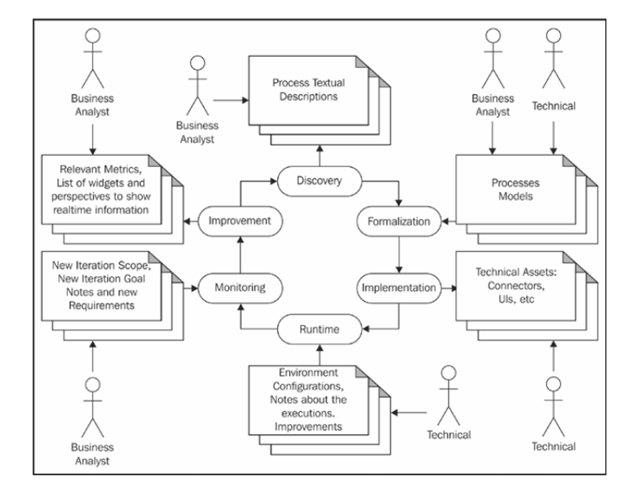 Business
Analyst
Business
Analyst
Process Textual
Descriptions
Business
Analyst
Technical
Relevant Metrics,
List of widgets and
perspectives to show
realtime information
Discovery
Processes
Models
Improvement
Formalization
New Iteration Scope,
New Iteration Goal
Notes and new
Requirements
Monitoring
Implementation
Technical Assets:
Connectors,
UIs, etc
Runtime
Environment
Configurations,
Notes about the
executions.
Improvements
Business
Analyst
Technical
Technical